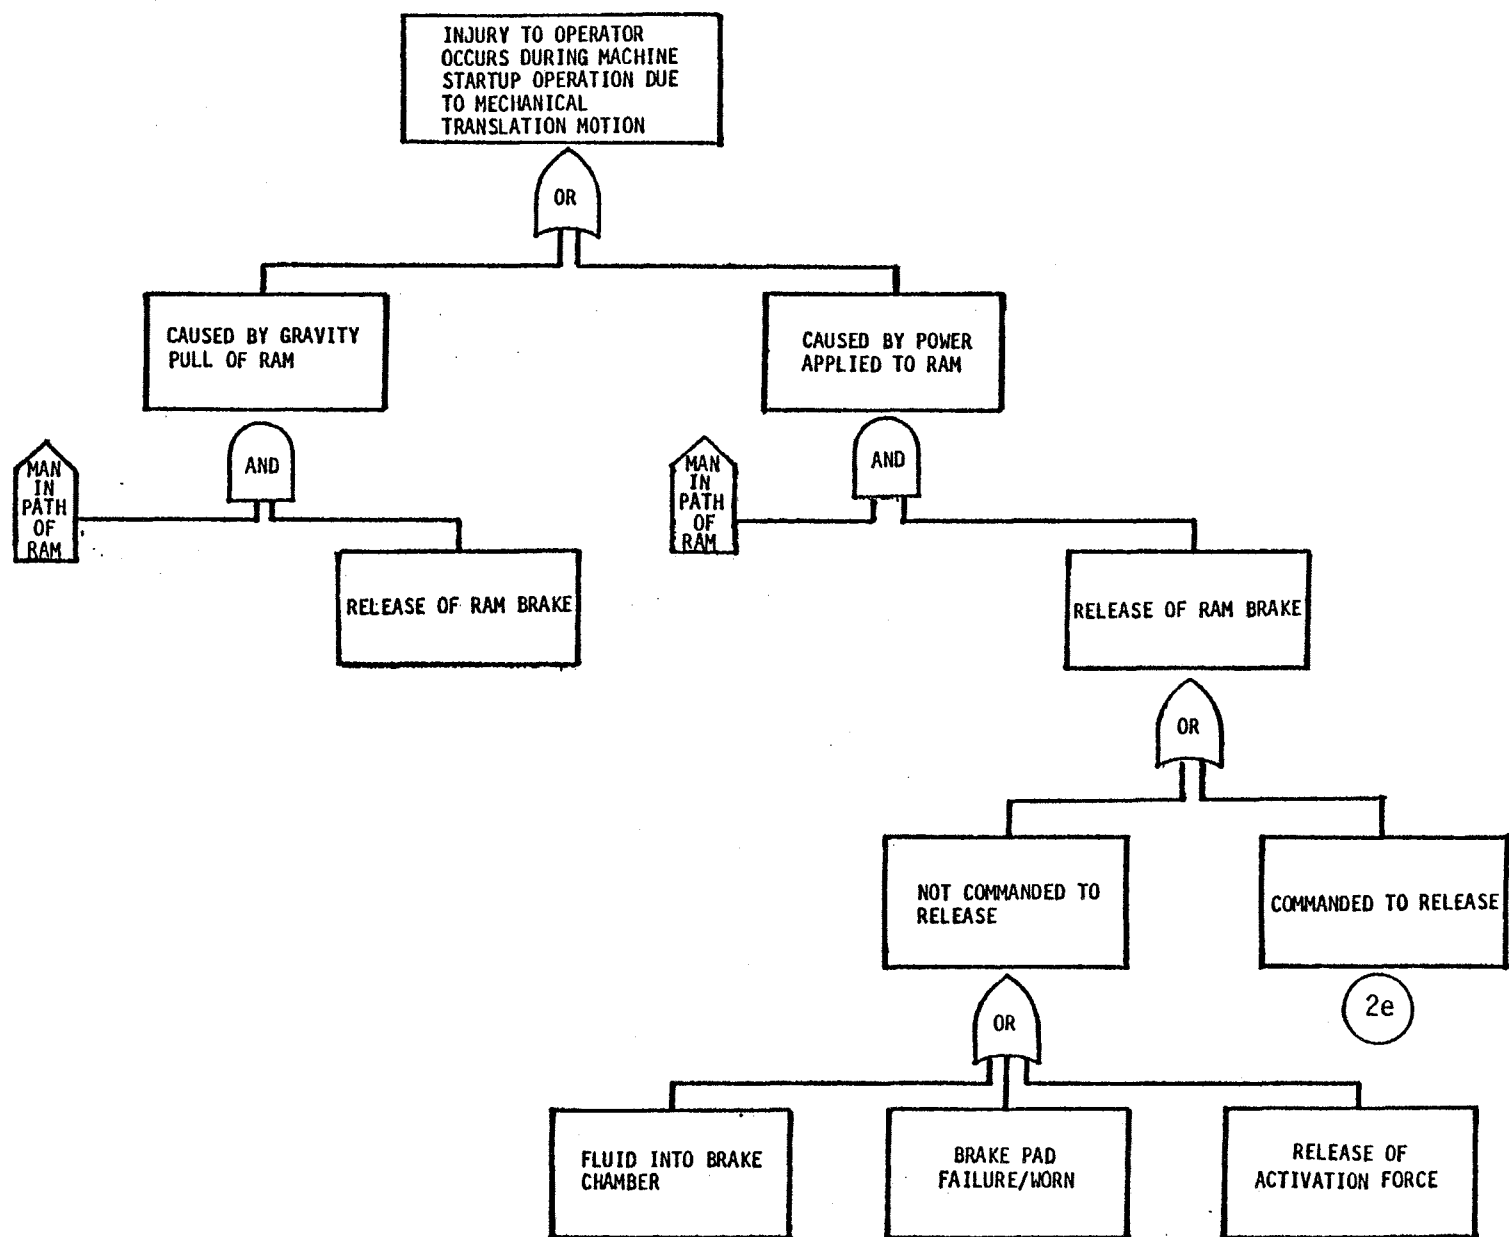 INJURY TO OPERATOR
OCCURS DURING MACHINE
STARTUP OPERATION DUE
TO MECHANICAL
TRANSLATION MOTION
OR
CAUSED BY GRAVITY
PULL OF RAM
CAUSED BY POWER
APPLIED TO RAM
MAN
IN
PATH
OF
RAM
AND
MAN
IN
PATH
OF
RAM
AND
RELEASE OF RAM BRAKE
RELEASE OF RAM BRAKE
OR
NOT COMMANDED TO
RELEASE
COMMANDED TO RELEASE
OR
2e
FLUID INTO BRAKE
CHAMBER
BRAKE PAD
FAILURE/WORN
RELEASE OF
ACTIVATION FORCE